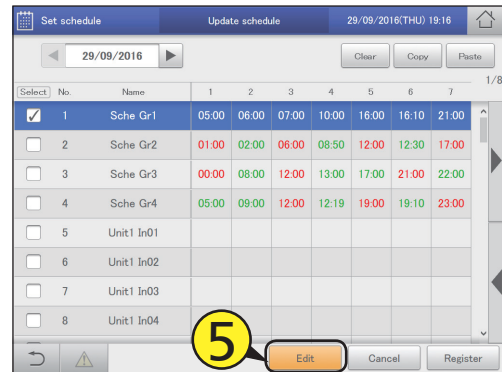 Set schedule Update schedule 29/09/2016(THU) 19:16
29/09/2016 Clear Copy Paste
1/8
Select No. Name 1 2 3 4 5 6 7
1 Sche Gr1 05:00 06:00 07:00 10:00 16:00 16:10 21:00
2 Sche Gr2 01:00 02:00 06:00 08:50 12:00 12:30 17:00
3 Sche Gr3 00:00 08:00 12:00 13:00 17:00 21:00 22:00
4 Sche Gr4 05:00 09:00 12:00 12:19 19:00 19:10 23:00
5 Unit1 In01
6 Unit1 In02
7 Unit1 In03
8 Unit1 In04
5
Edit Cancel Register